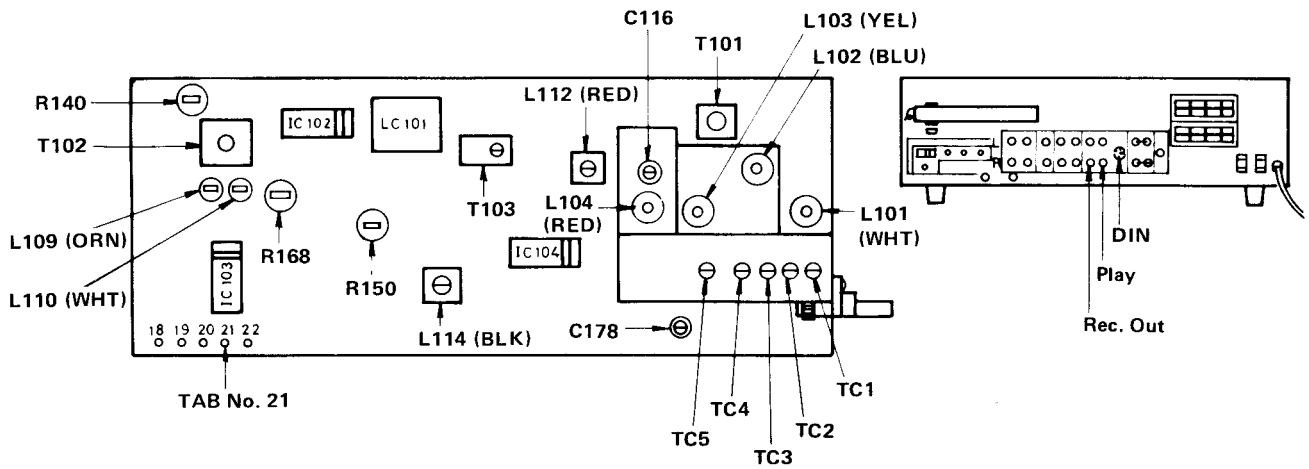 C116
L103 (YEL)
T101
L102 (BLU)
R140
L112 (RED)
IC102
LC101
T102
T103
L104
(RED)
L101
(WHT)
L109 (ORN)
R168
IC104
DIN
L110 (WHT)
IC103
R150
Play
L114 (BLK)
C178
Rec. Out
18 19 20 21 22
TAB No. 21
TC1
TC4
TC2
TC5
TC3